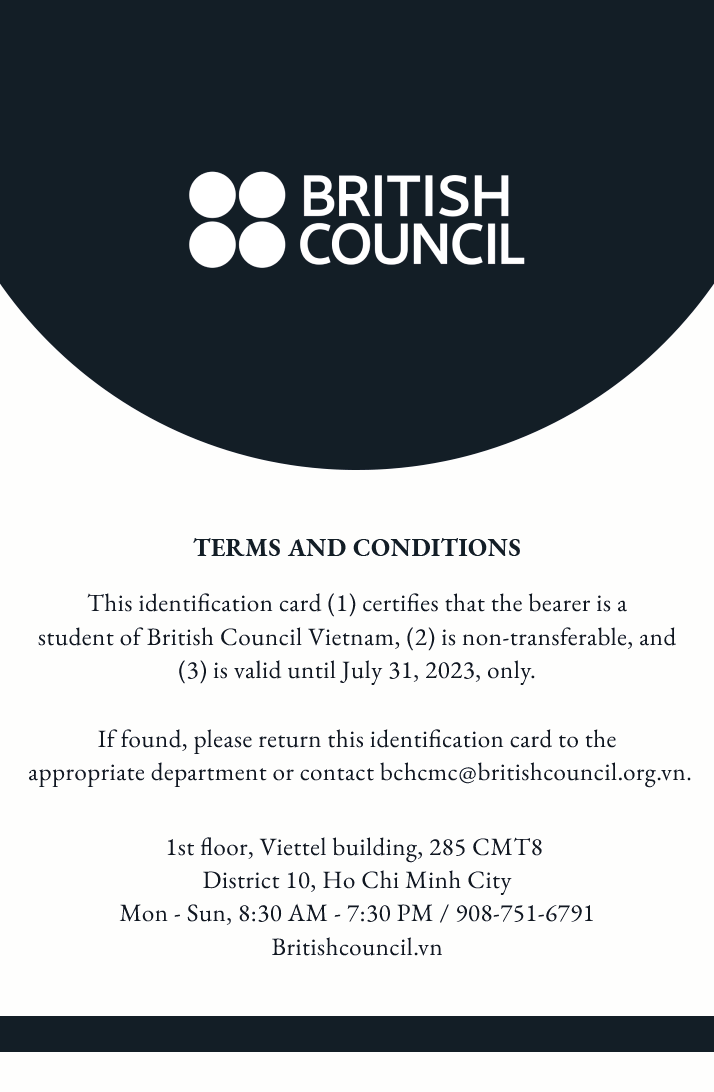 BRITISH
COUNCIL
TERMS AND CONDITIONS
This identification card (1) certifies that the bearer is a
student of British Council Vietnam, (2) is non-transferable, and
(3) is valid until July 31, 2023, only.
If found, please return this identification card to the
appropriate department or contact bchcmc@britishcouncil.org.vn.
1st floor, Viettel building, 285 CMT8
District 10, Ho Chi Minh City
Mon - Sun, 8:30 AM - 7:30 PM / 908-751-6791
Britishcouncil.vn